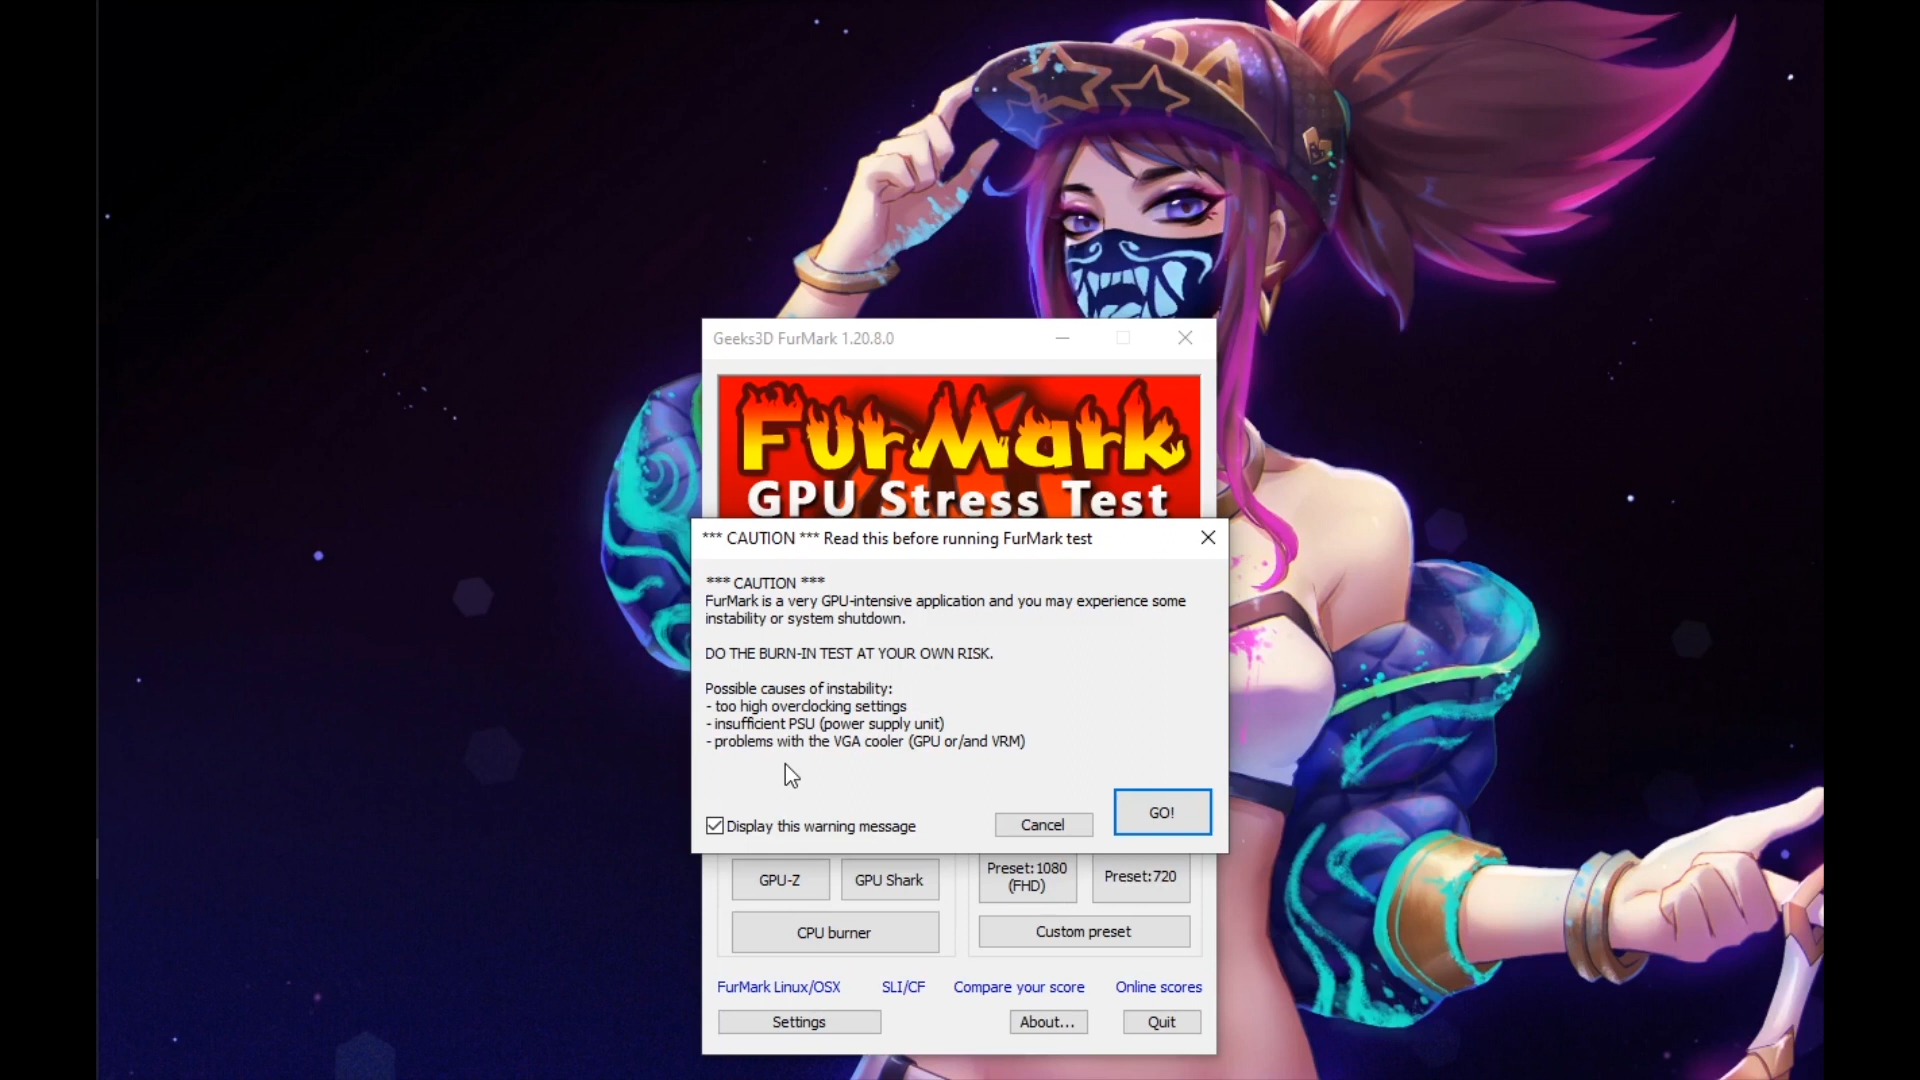 DA
Geeks3D FurMark 1.20.8.0
FurMark
GPU Stress Test
*** CAUTION *** Read this before running FurMark test
*** CAUTION ***
FurMark is a very GPU-intensive application and you may experience some
instability or system shutdown.
DO THE BURN-IN TEST AT YOUR OWN RISK.
Possible causes of instability:
- too high overclocking settings
- insufficient PSU (power supply unit)
- problems with the VGA cooler (GPU or/and VRM)
Display this warning message
Cancel
GO!
GPU-Z
GPU Shark
Preset:1080
(FHD)
Preset:720
CPU burner
Custom preset
FurMark Linux/OSX
SLI/CF
Compare your score
Online scores
Settings
About...
Quit